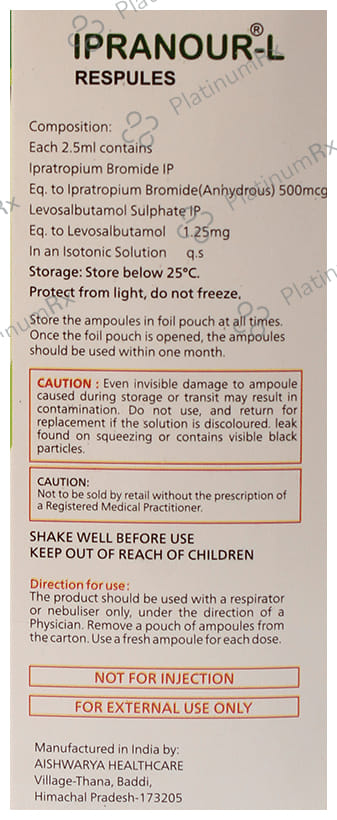 IPRANOUR-L®
RESPULES
Composition:
Each 2.5ml contains
Ipratropium Bromide IP
Eq. to Ipratropium Bromide(Anhydrous) 500mcg
Levosalbutamol Sulphate IP
Eq. to Levosalbutamol 1.25mg
In an Isotonic Solution q.s
Storage: Store below 25°C.
Protect from light, do not freeze.
Store the ampoules in foil pouch at all times.
Once the foil pouch is opened, the ampoules
should be used within one month.
CAUTION : Even invisible damage to ampoule
caused during storage or transit may result in
contamination. Do not use, and return for
replacement if the solution is discoloured. leak
found on squeezing or contains visible black
particles.
CAUTION:
Not to be sold by retail without the prescription of
a Registered Medical Practitioner.
SHAKE WELL BEFORE USE
KEEP OUT OF REACH OF CHILDREN
Direction for use :
The product should be used with a respirator
or nebuliser only, under the direction of a
Physician. Remove a pouch of ampoules from
the carton. Use a fresh ampoule for each dose.
NOT FOR INJECTION
FOR EXTERNAL USE ONLY
Manufactured in India by:
AISHWARYA HEALTHCARE
Village-Thana, Baddi,
Himachal Pradesh-173205
PlatinumRx
PlatinumRx
PlatinumRx